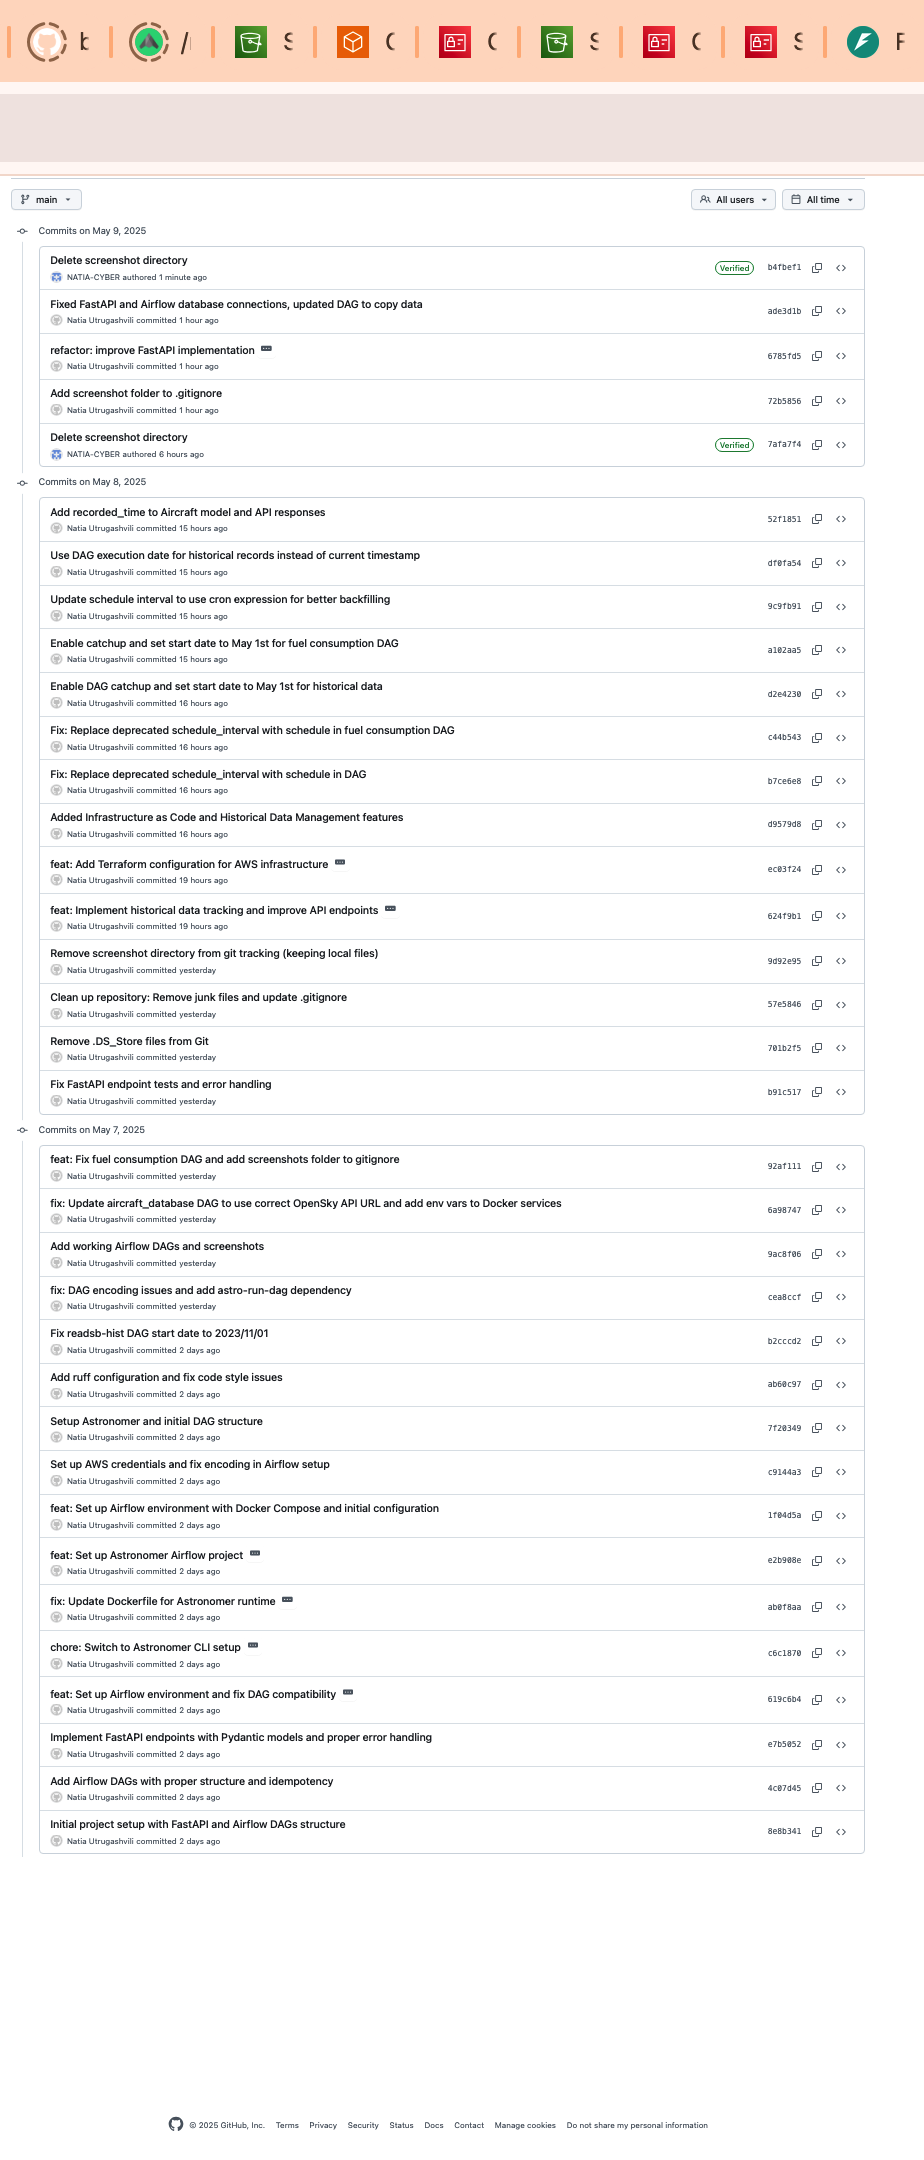 main
All users
All time
Commits on May 9, 2025
Delete screenshot directory
NATIA-CYBER authored 1 minute ago
Verified
b4fbef1
Fixed FastAPI and Airflow database connections, updated DAG to copy data
Natia Utrugashvili committed 1 hour ago
ade3d1b
refactor: improve FastAPI implementation
Natia Utrugashvili committed 1 hour ago
6785fd5
Add screenshot folder to .gitignore
Natia Utrugashvili committed 1 hour ago
72b5856
Delete screenshot directory
NATIA-CYBER authored 6 hours ago
Verified
7afa7f4
Commits on May 8, 2025
Add recorded_time to Aircraft model and API responses
Natia Utrugashvili committed 15 hours ago
52f1851
Use DAG execution date for historical records instead of current timestamp
Natia Utrugashvili committed 15 hours ago
df0fa54
Update schedule interval to use cron expression for better backfilling
Natia Utrugashvili committed 15 hours ago
9c9fb91
Enable catchup and set start date to May 1st for fuel consumption DAG
Natia Utrugashvili committed 15 hours ago
a102aa5
Enable DAG catchup and set start date to May 1st for historical data
Natia Utrugashvili committed 16 hours ago
d2e4230
Fix: Replace deprecated schedule_interval with schedule in fuel consumption DAG
Natia Utrugashvili committed 16 hours ago
c44b543
Fix: Replace deprecated schedule_interval with schedule in DAG
Natia Utrugashvili committed 16 hours ago
b7ce6e8
Added Infrastructure as Code and Historical Data Management features
Natia Utrugashvili committed 16 hours ago
d9579d8
feat: Add Terraform configuration for AWS infrastructure
Natia Utrugashvili committed 19 hours ago
ec03f24
feat: Implement historical data tracking and improve API endpoints
Natia Utrugashvili committed 19 hours ago
624f9b1
Remove screenshot directory from git tracking (keeping local files)
Natia Utrugashvili committed yesterday
9d92e95
Clean up repository: Remove junk files and update .gitignore
Natia Utrugashvili committed yesterday
57e5846
Remove .DS_Store files from Git
Natia Utrugashvili committed yesterday
701b2f5
Fix FastAPI endpoint tests and error handling
Natia Utrugashvili committed yesterday
b91c517
Commits on May 7, 2025
feat: Fix fuel consumption DAG and add screenshots folder to gitignore
Natia Utrugashvili committed yesterday
92af111
fix: Update aircraft_database DAG to use correct OpenSky API URL and add env vars to Docker services
Natia Utrugashvili committed yesterday
6a98747
Add working Airflow DAGs and screenshots
Natia Utrugashvili committed yesterday
9ac8f06
fix: DAG encoding issues and add astro-run-dag dependency
Natia Utrugashvili committed yesterday
cea8ccf
Fix readsb-hist DAG start date to 2023/11/01
Natia Utrugashvili committed 2 days ago
b2cccd2
Add ruff configuration and fix code style issues
Natia Utrugashvili committed 2 days ago
ab60c97
Setup Astronomer and initial DAG structure
Natia Utrugashvili committed 2 days ago
7f20349
Set up AWS credentials and fix encoding in Airflow setup
Natia Utrugashvili committed 2 days ago
c9144a3
feat: Set up Airflow environment with Docker Compose and initial configuration
Natia Utrugashvili committed 2 days ago
1f04d5a
feat: Set up Astronomer Airflow project
Natia Utrugashvili committed 2 days ago
e2b908e
fix: Update Dockerfile for Astronomer runtime
Natia Utrugashvili committed 2 days ago
ab0f8aa
chore: Switch to Astronomer CLI setup
Natia Utrugashvili committed 2 days ago
c6c1870
feat: Set up Airflow environment and fix DAG compatibility
Natia Utrugashvili committed 2 days ago
619c6b4
Implement FastAPI endpoints with Pydantic models and proper error handling
Natia Utrugashvili committed 2 days ago
e7b5052
Add Airflow DAGs with proper structure and idempotency
Natia Utrugashvili committed 2 days ago
4c07d45
Initial project setup with FastAPI and Airflow DAGs structure
Natia Utrugashvili committed 2 days ago
8e8b341
© 2025 GitHub, Inc. Terms Privacy Security Status Docs Contact Manage cookies Do not share my personal information